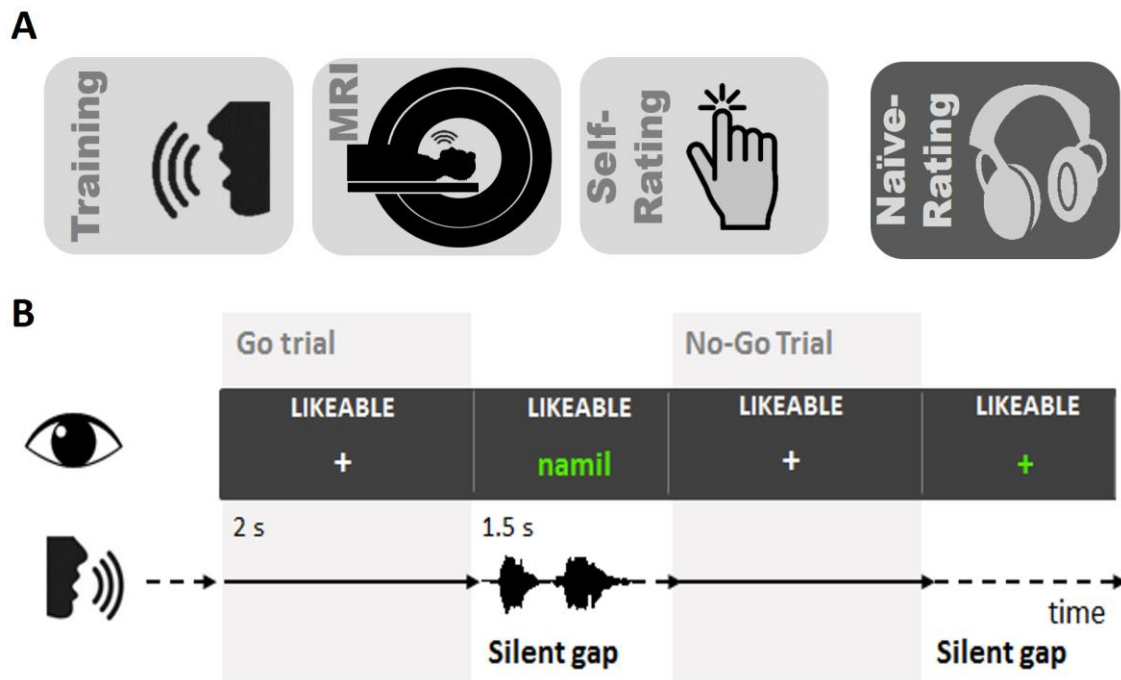 A
Training
MRI
Self-
Rating
Naïve-
Rating
B
Go trial
No-Go Trial
LIKEABLE
LIKEABLE
LIKEABLE
LIKEABLE
+
namil
+
+
2 s
1.5 s
time
Silent gap
Silent gap